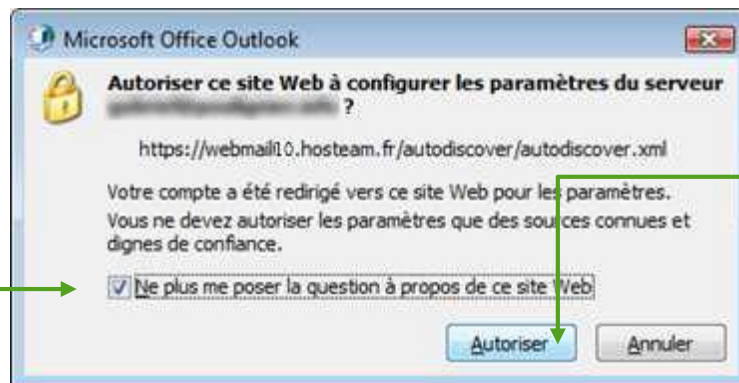 Microsoft Office Outlook
Autoriser ce site Web à configurer les paramètres du serveur
?
https://webmail10.hosteam.fr/autodiscover/autodiscover.xml
Votre compte a été redirigé vers ce site Web pour les paramètres.
Vous ne devez autoriser les paramètres que des sources connues et
dignes de confiance.
Ne plus me poser la question à propos de ce site Web
Autoriser
Annuler